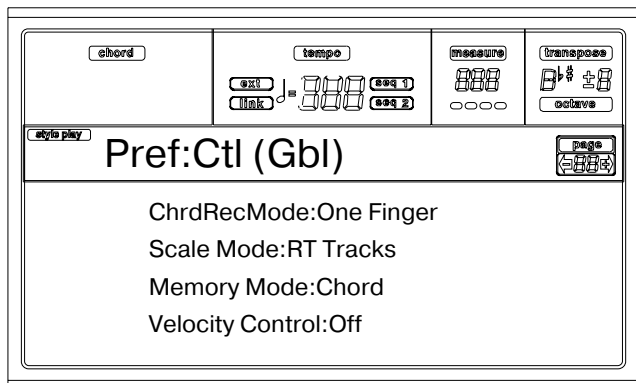 chord
tempo
measure
transpose
ext
seq 1
link
seq 2
octave
style play
Pref:Ctl (Gbl)
page
ChrdRecMode:One Finger
Scale Mode:RT Tracks
Memory Mode:Chord
Velocity Control:Off